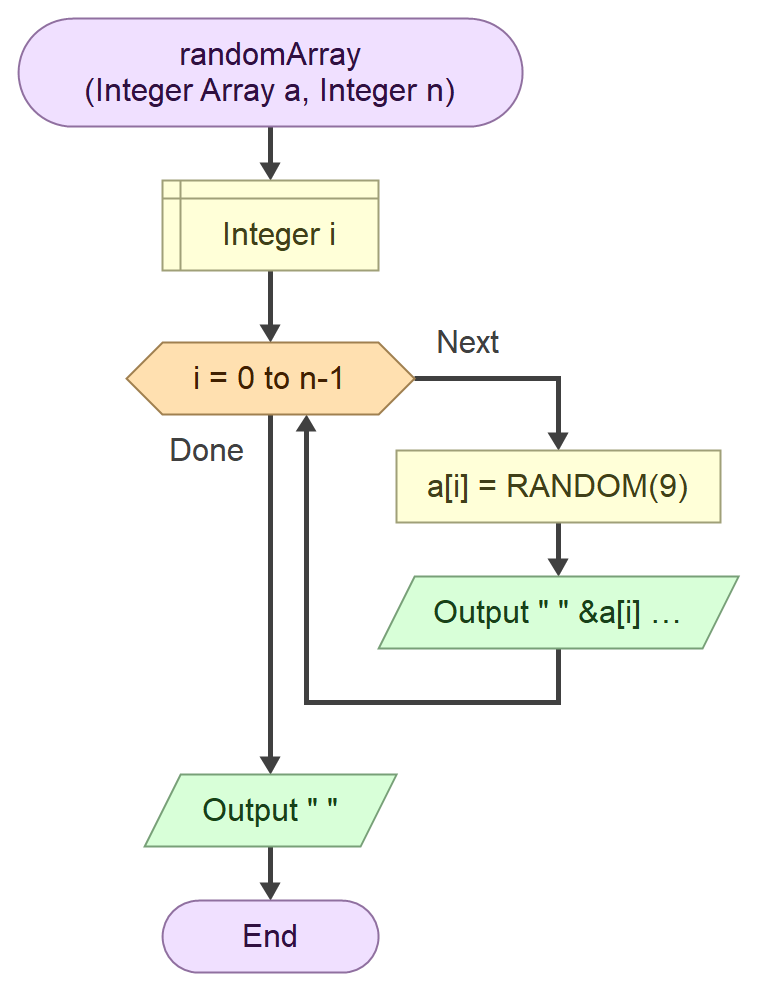 randomArray
(Integer Array a, Integer n)
Integer i
i = 0 to n-1
Next
Done
a[i] = RANDOM(9)
Output " " &a[i] …
Output " "
End